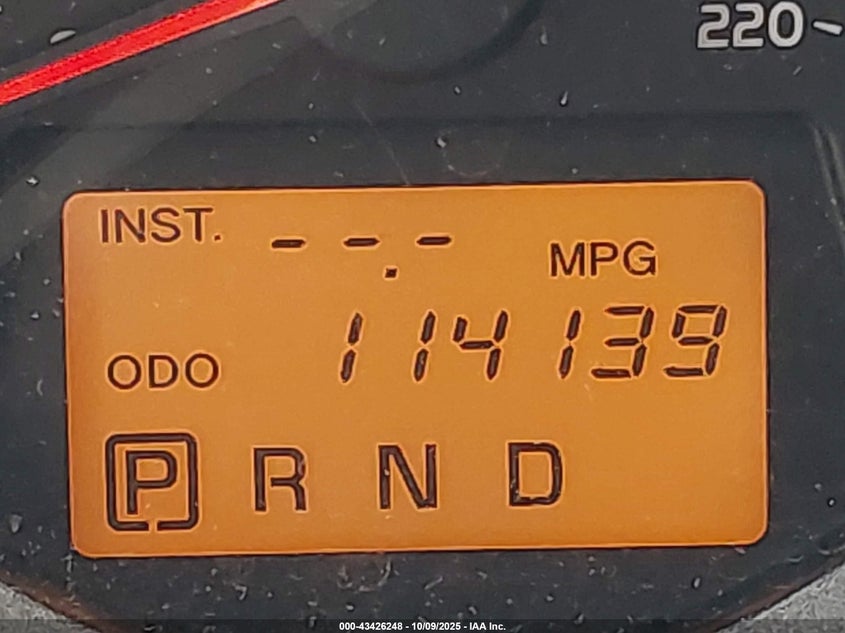 220
INST. --.- MPG
ODO 114139
P R N D
000-43426248 - 10/09/2025 - IAA Inc.